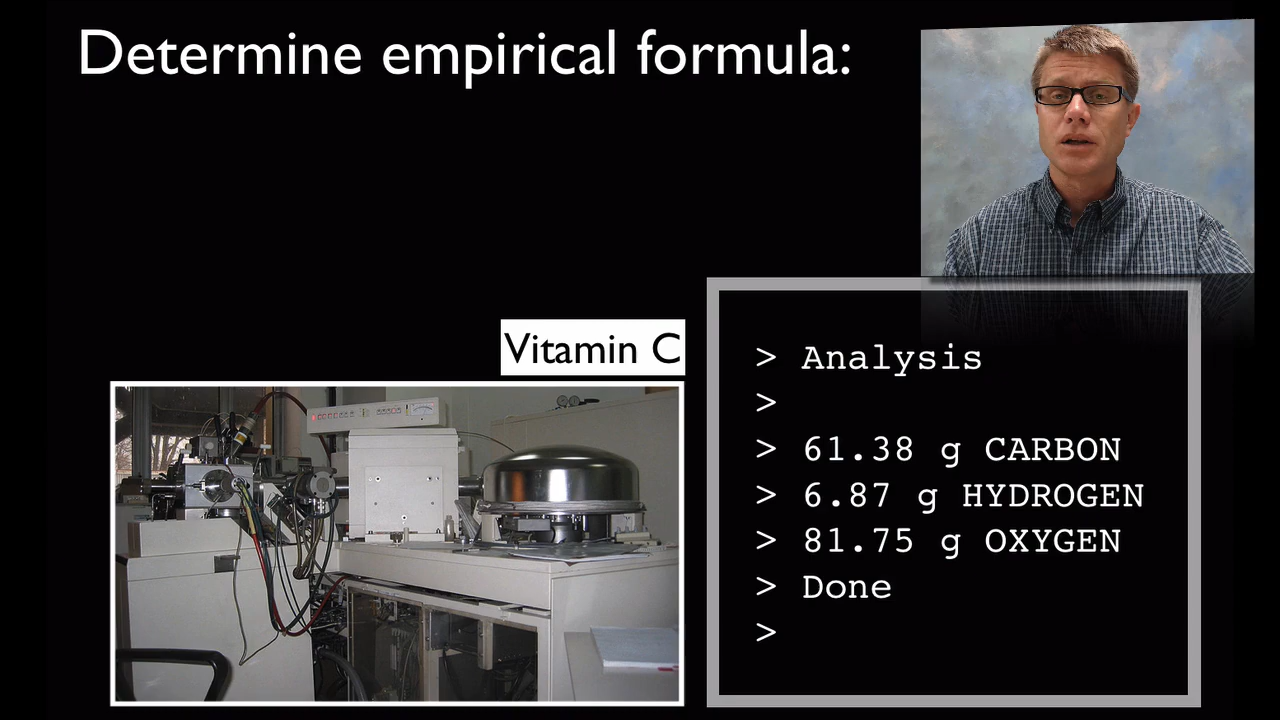 Determine empirical formula:
Vitamin C
> Analysis
>
> 61.38 g CARBON
> 6.87 g HYDROGEN
> 81.75 g OXYGEN
> Done
>